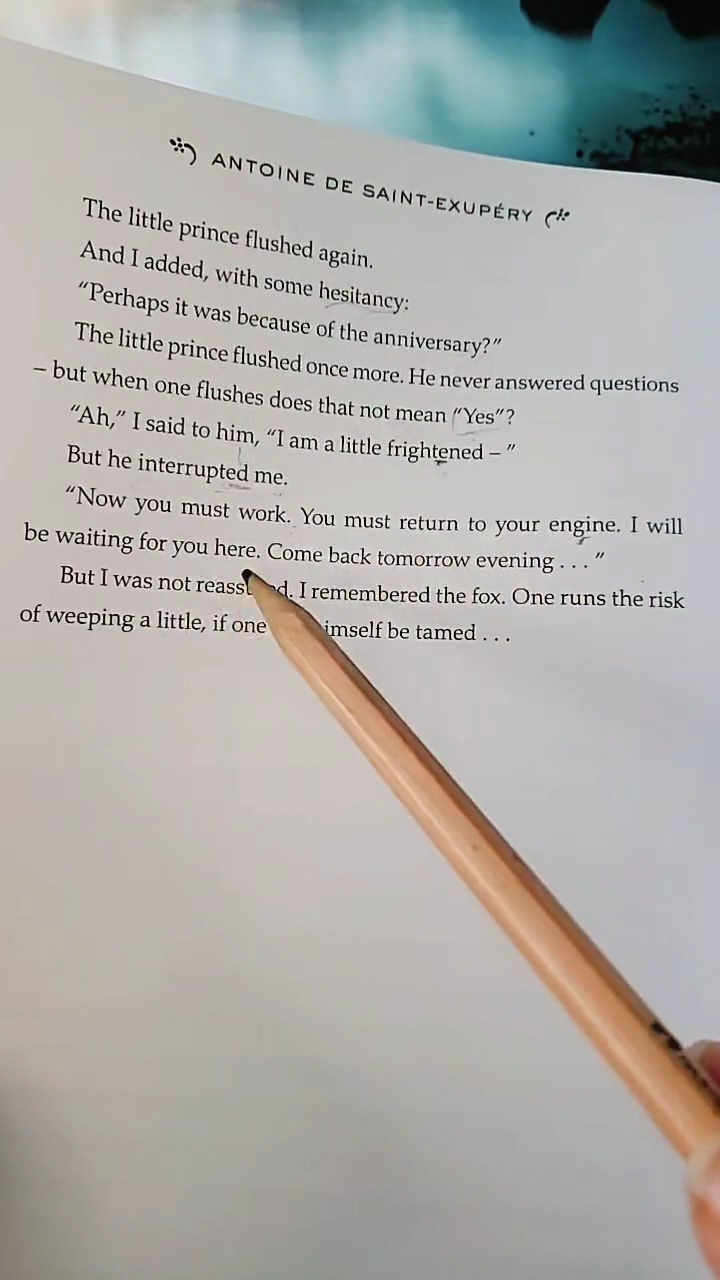 ANTOINE DE SAINT-EXUPÉRY
The little prince flushed again.
And I added, with some hesitancy:
“Perhaps it was because of the anniversary?”
The little prince flushed once more. He never answered questions
– but when one flushes does that not mean “Yes”?
“Ah,” I said to him, “I am a little frightened – ”
But he interrupted me.
“Now you must work. You must return to your engine. I will
be waiting for you here. Come back tomorrow evening . . . ”
But I was not I remembered the fox. One runs the risk
of weeping a little, if one be tamed . . .